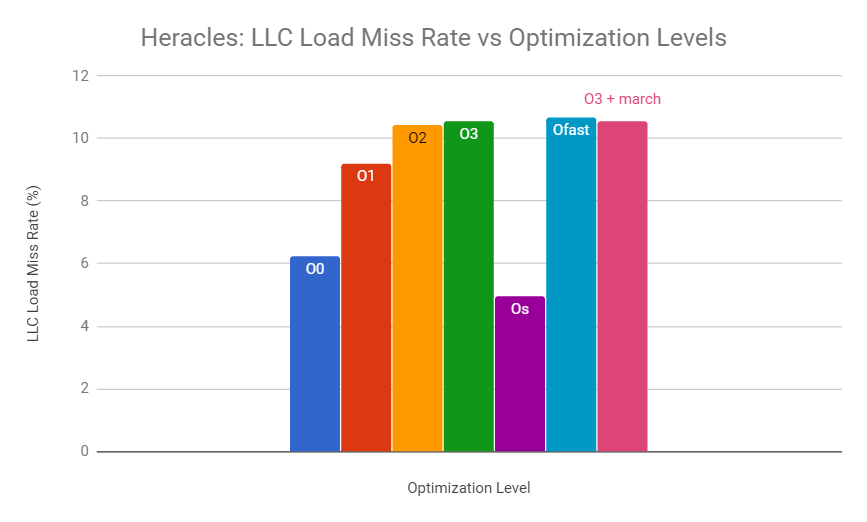 Heracles: LLC Load Miss Rate vs Optimization Levels
12
10
8
6
4
2
0
LLC Load Miss Rate (%)
O0
O1
O2
O3
Os
Ofast
O3 + march
Optimization Level